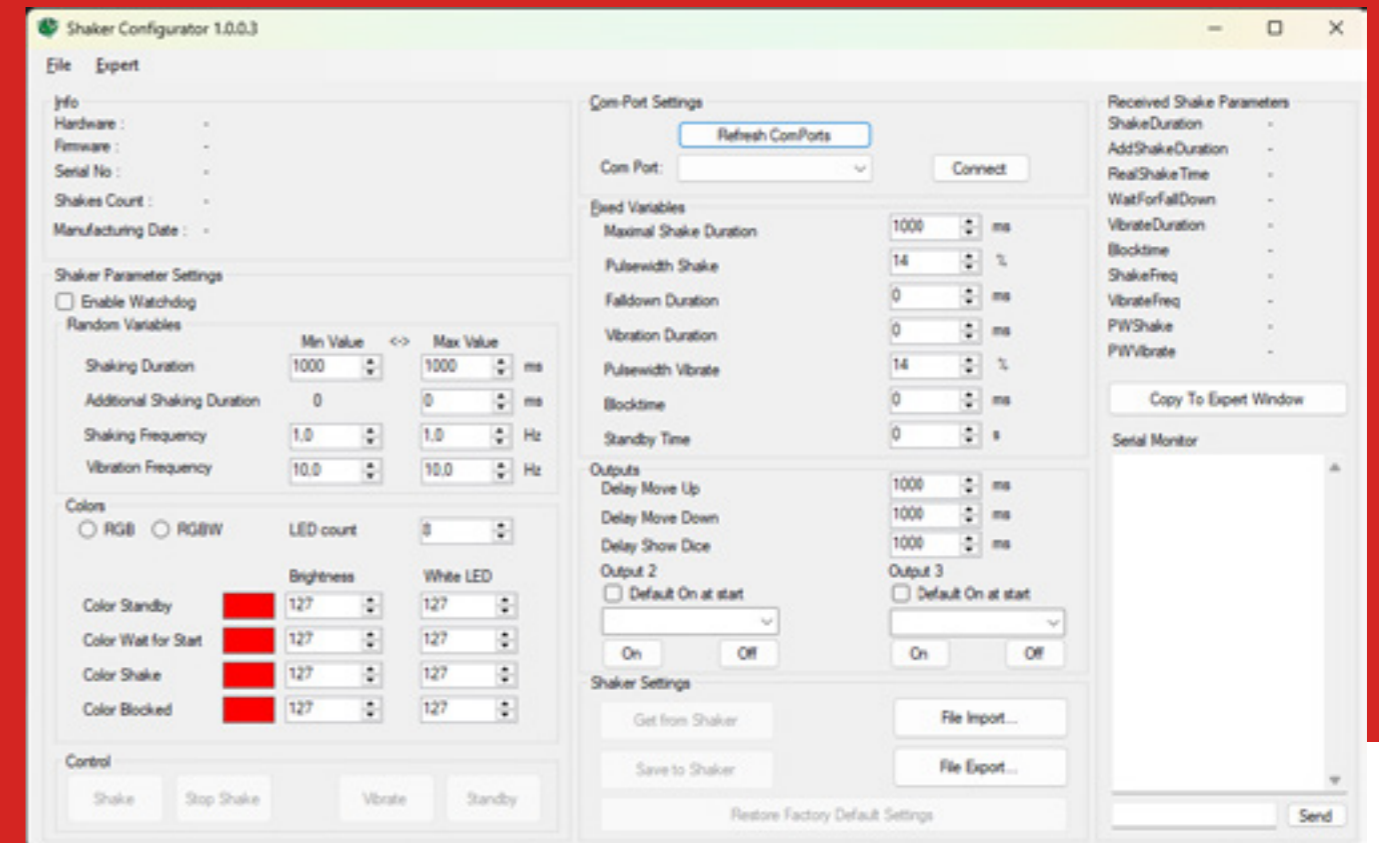 Shaker Configurator 1.0.0.3
File Expert
Info
Hardware : -
Firmware : -
Serial No : -
Shakes Count : -
Manufacturing Date : -
Shaker Parameter Settings
Enable Watchdog
Random Variables
Min Value <-> Max Value
Shaking Duration 1000 1000 ms
Additional Shaking Duration 0 0 ms
Shaking Frequency 1,0 1,0 Hz
Vibration Frequency 10,0 10,0 Hz
Colors
RGB RGBW LED count 8
Brightness White LED
Color Standby 127 127
Color Wait for Start 127 127
Color Shake 127 127
Color Blocked 127 127
Control
Shake Stop Shake Vibrate Standby
Com-Port Settings
Refresh ComPorts
Com Port: Connect
Fixed Variables
Maximal Shake Duration 1000 ms
Pulsewidth Shake 14 %
Falldown Duration 0 ms
Vibration Duration 0 ms
Pulsewidth Vibrate 14 %
Blocktime 0 ms
Standby Time 0 s
Outputs
Delay Move Up 1000 ms
Delay Move Down 1000 ms
Delay Show Dice 1000 ms
Output 2 Output 3
Default On at start Default On at start
On Off On Off
Shaker Settings
Get from Shaker File Import...
Save to Shaker File Export...
Restore Factory Default Settings
Received Shake Parameters
ShakeDuration -
AddShakeDuration -
RealShakeTime -
WaitForFallDown -
VibrateDuration -
Blocktime -
ShakeFreq -
VibrateFreq -
PWShake -
PWVibrate -
Copy To Expert Window
Serial Monitor
Send